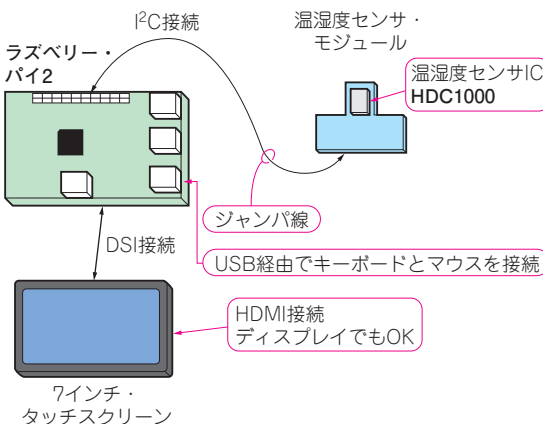 I²C接続
温湿度センサ・
モジュール
ラズベリー・
パイ2
温湿度センサIC
HDC1000
ジャンパ線
DSI接続
USB経由でキーボードとマウスを接続
HDMI接続
ディスプレイでもOK
7インチ・
タッチスクリーン